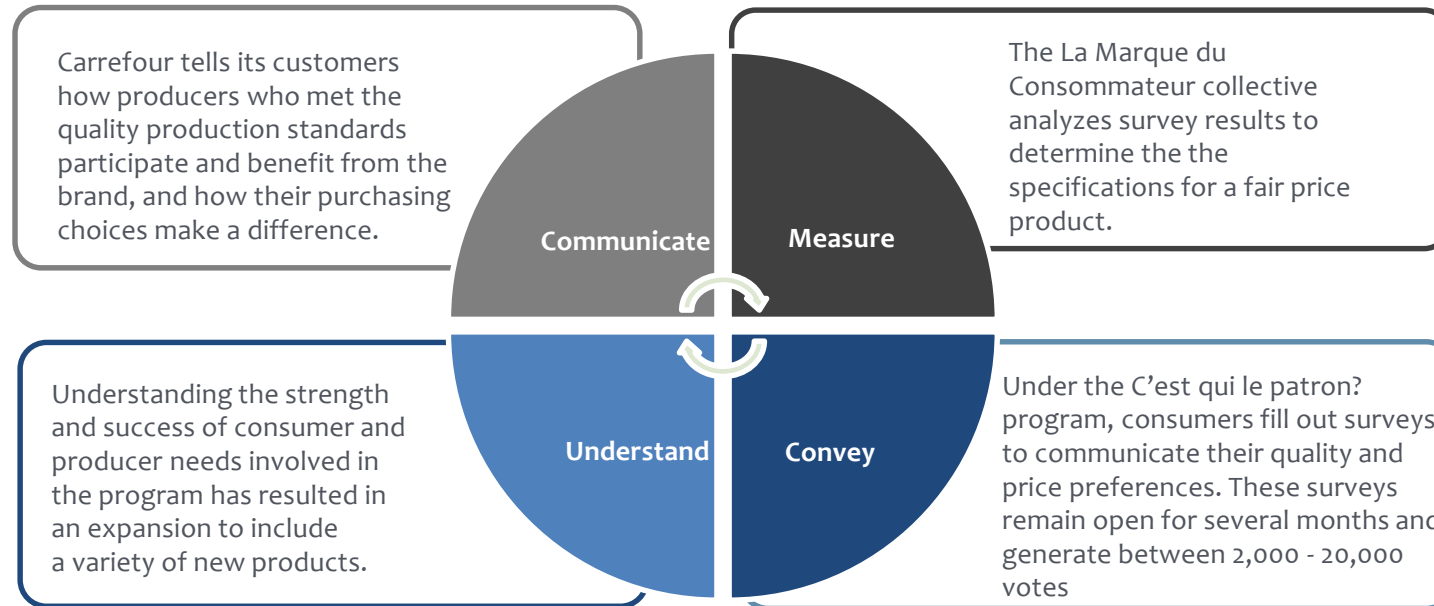 Carrefour tells its customers
how producers who met the
quality production standards
participate and benefit from the
brand, and how their purchasing
choices make a difference.
The La Marque du
Consommateur collective
analyzes survey results to
determine the the
specifications for a fair price
product.
Communicate
Measure
Understand
Convey
Understanding the strength
and success of consumer and
producer needs involved in
the program has resulted in
an expansion to include
a variety of new products.
Under the C’est qui le patron?
program, consumers fill out surveys
to communicate their quality and
price preferences. These surveys
remain open for several months and
generate between 2,000 - 20,000
votes